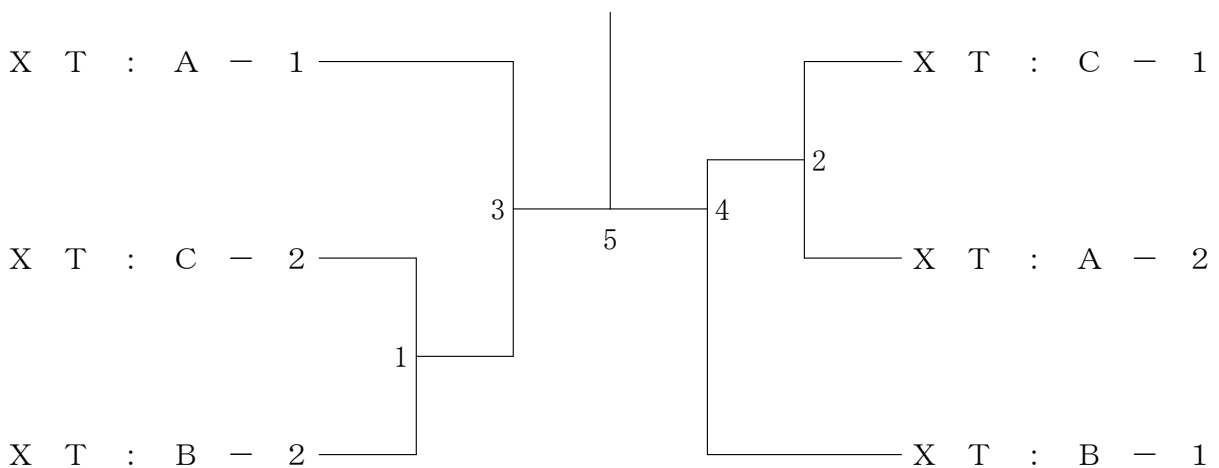 X T : A － 1
X T : C － 1
2
3
4
5
X T : C － 2
X T : A － 2
1
X T : B － 2
X T : B － 1